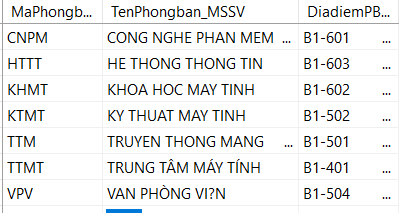 MaPhongb... TenPhongban_MSSV DiadiemPB...
CNPM CONG NGHE PHAN MEM ... B1-601 ...
HTTT HE THONG THONG TIN B1-603 ...
KHMT KHOA HOC MAY TINH B1-602 ...
KTMT KY THUAT MAY TINH B1-502 ...
TTM TRUYEN THONG MANG ... B1-501 ...
TTMT TRUNG TÂM MÁY TÍNH B1-401 ...
VPV VAN PHÒNG VI?N B1-504 ...